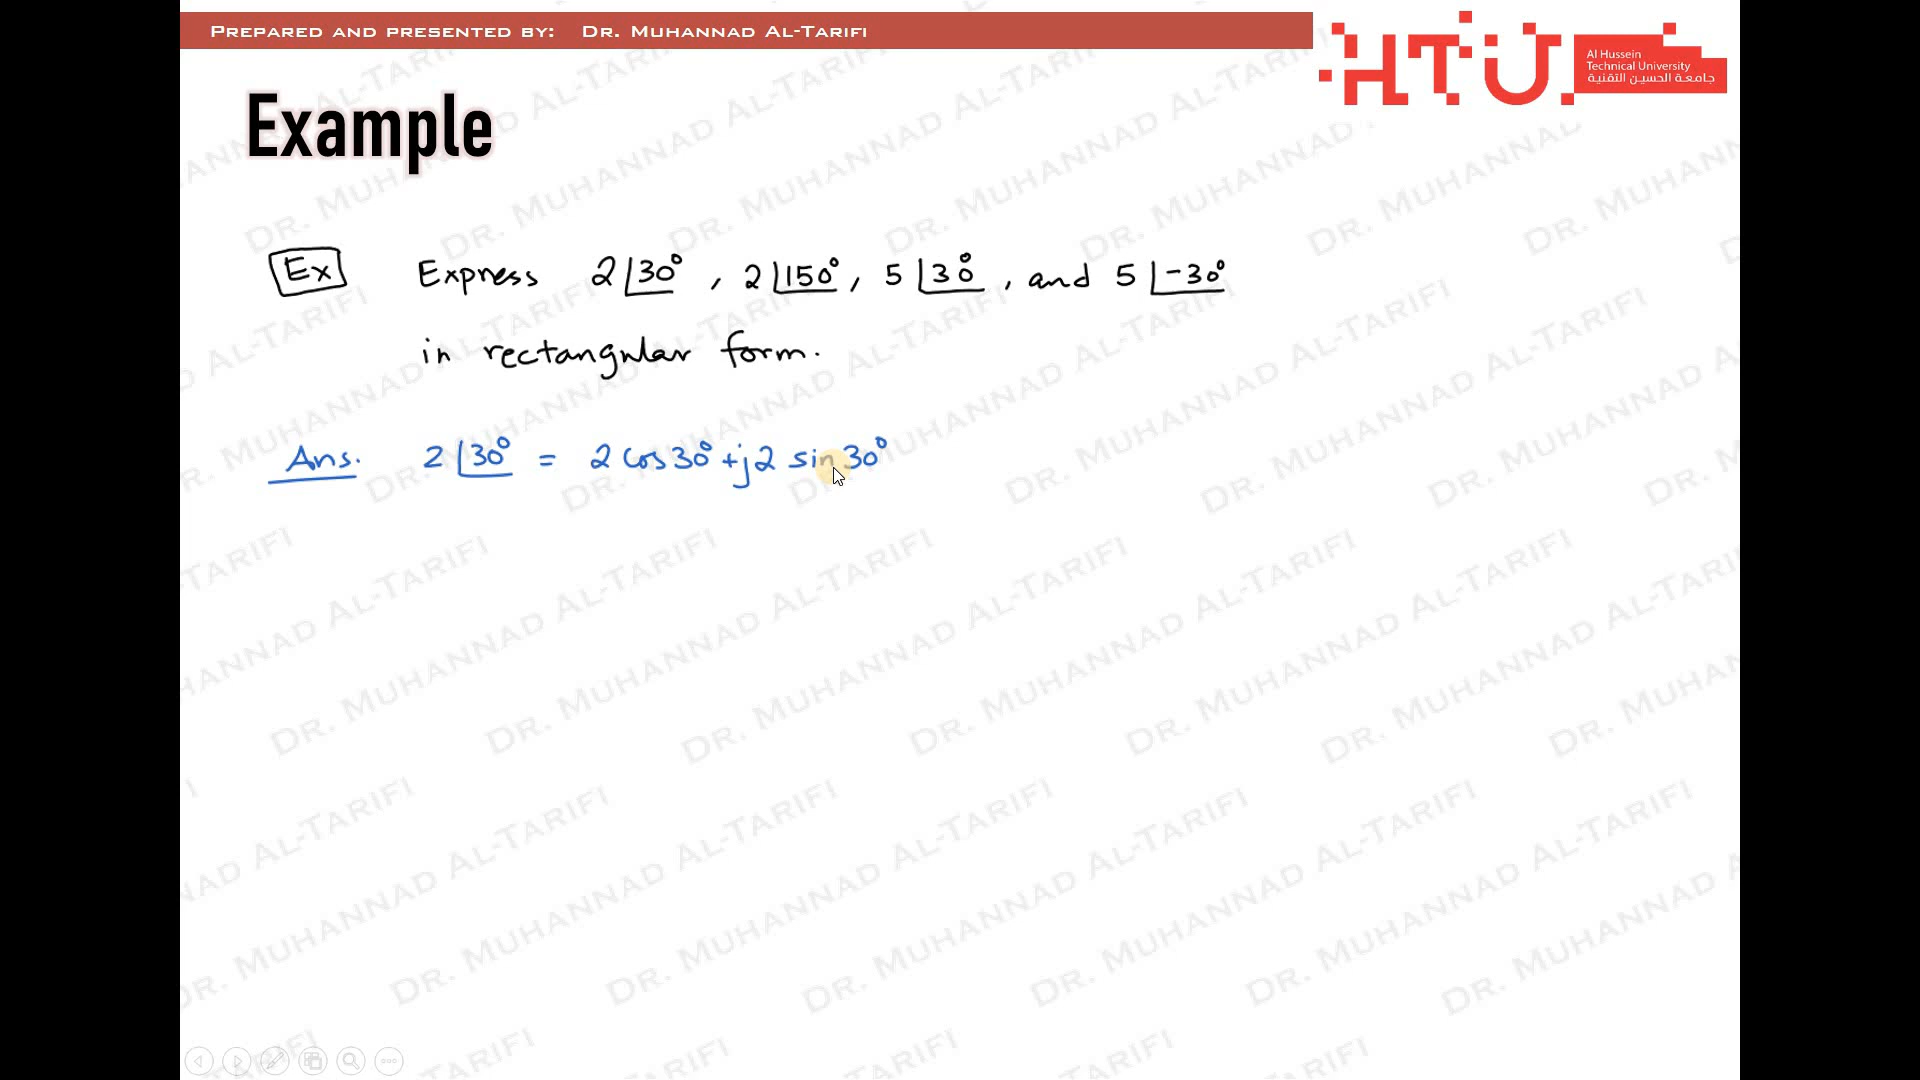 PREPARED AND PRESENTED BY: DR. MUHANNAD AL-TARIFI
Al Hussein
Technical University
جامعة الحسين التقنية
HTU
Example
Ex Express 2∠30°, 2∠150°, 5∠30°, and 5∠-30°
in rectangular form.
Ans. 2∠30° = 2 cos 30° + j2 sin 30°